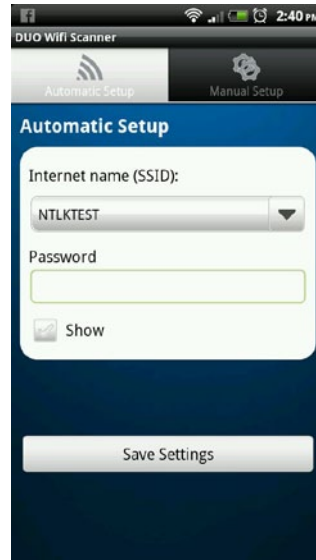 2:40 PM
DUO Wifi Scanner
Automatic Setup
Manual Setup
Automatic Setup
Internet name (SSID):
NTLKTEST
Password
Show
Save Settings